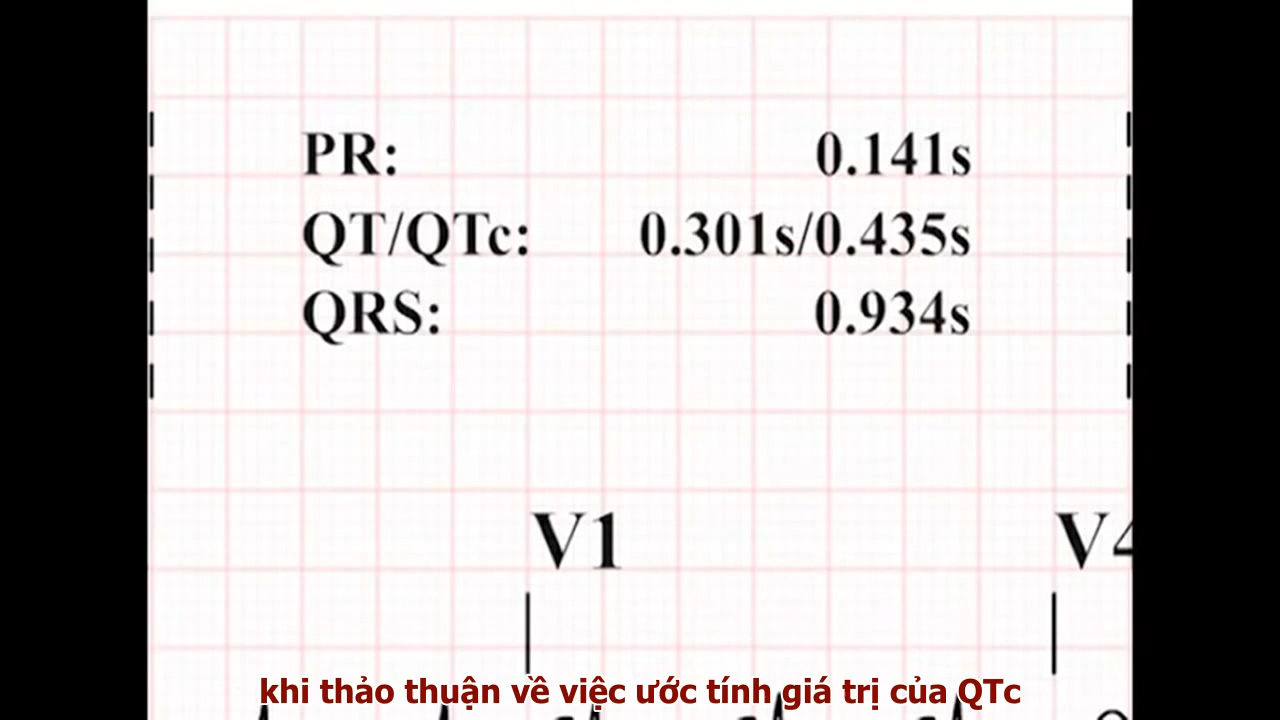 PR: 0.141s
QT/QTc: 0.301s/0.435s
QRS: 0.934s
V1
khi thảo thuận về việc ước tính giá trị của QTc